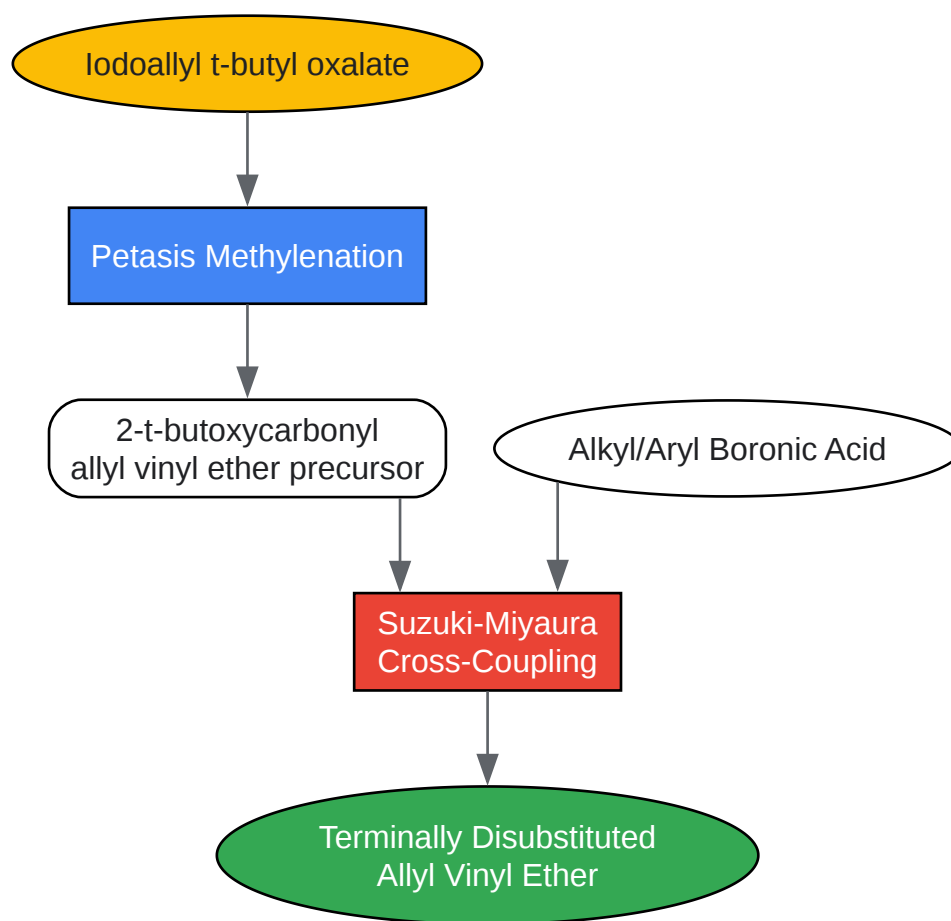 Iodoallyl t-butyl oxalate
Petasis Methylenation
2-t-butoxycarbonyl
allyl vinyl ether precursor
Alkyl/Aryl Boronic Acid
Suzuki-Miyaura
Cross-Coupling
Terminally Disubstituted
Allyl Vinyl Ether